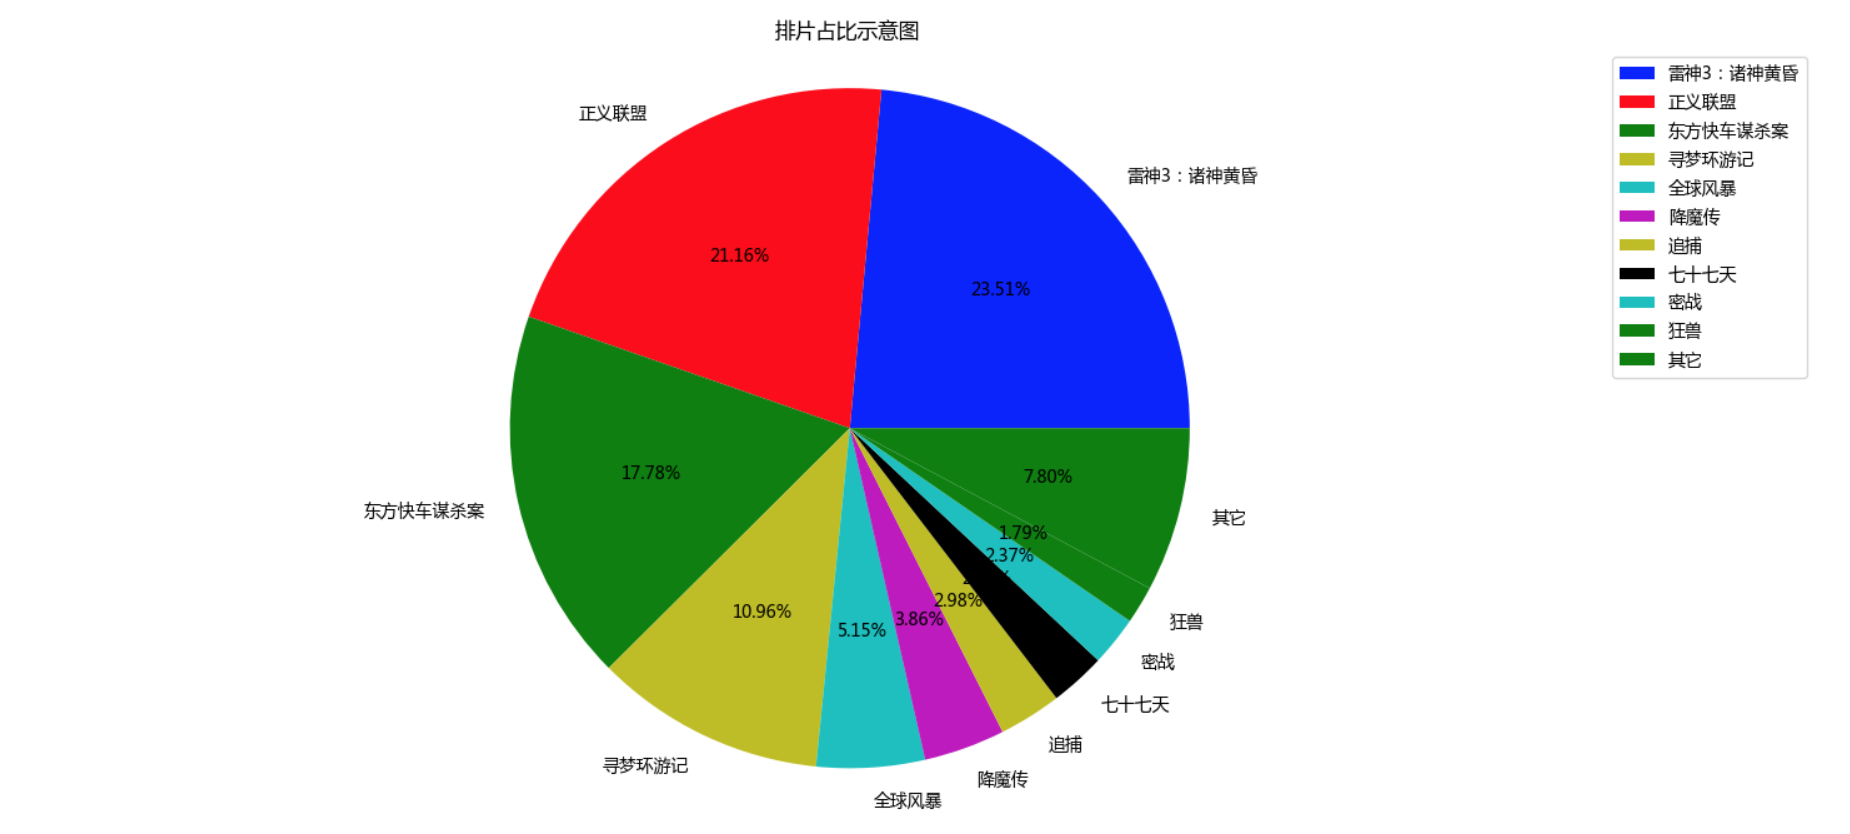 排片占比示意图
正义联盟
雷神3：诸神黄昏
21.16%
23.51%
17.78%
东方快车谋杀案
7.80%
其它
1.79%
2.37%
2.98%
10.96%
5.15%
3.86%
狂兽
密战
七十七天
追捕
寻梦环游记
降魔传
全球风暴
雷神3：诸神黄昏
正义联盟
东方快车谋杀案
寻梦环游记
全球风暴
降魔传
追捕
七十七天
密战
狂兽
其它